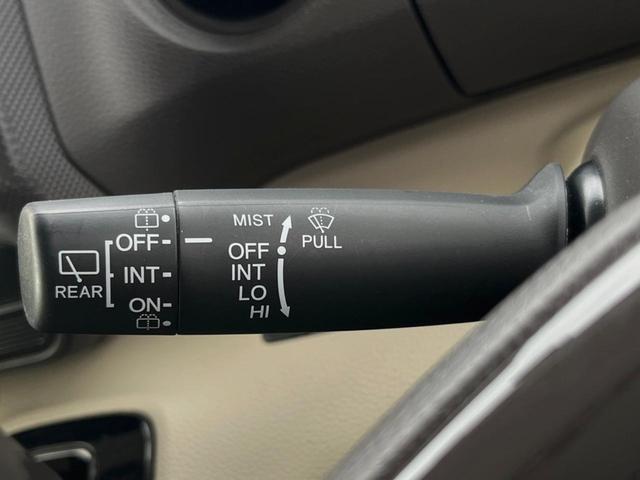 REAR
OFF
INT
ON
MIST
OFF
INT
LO
HI
PULL